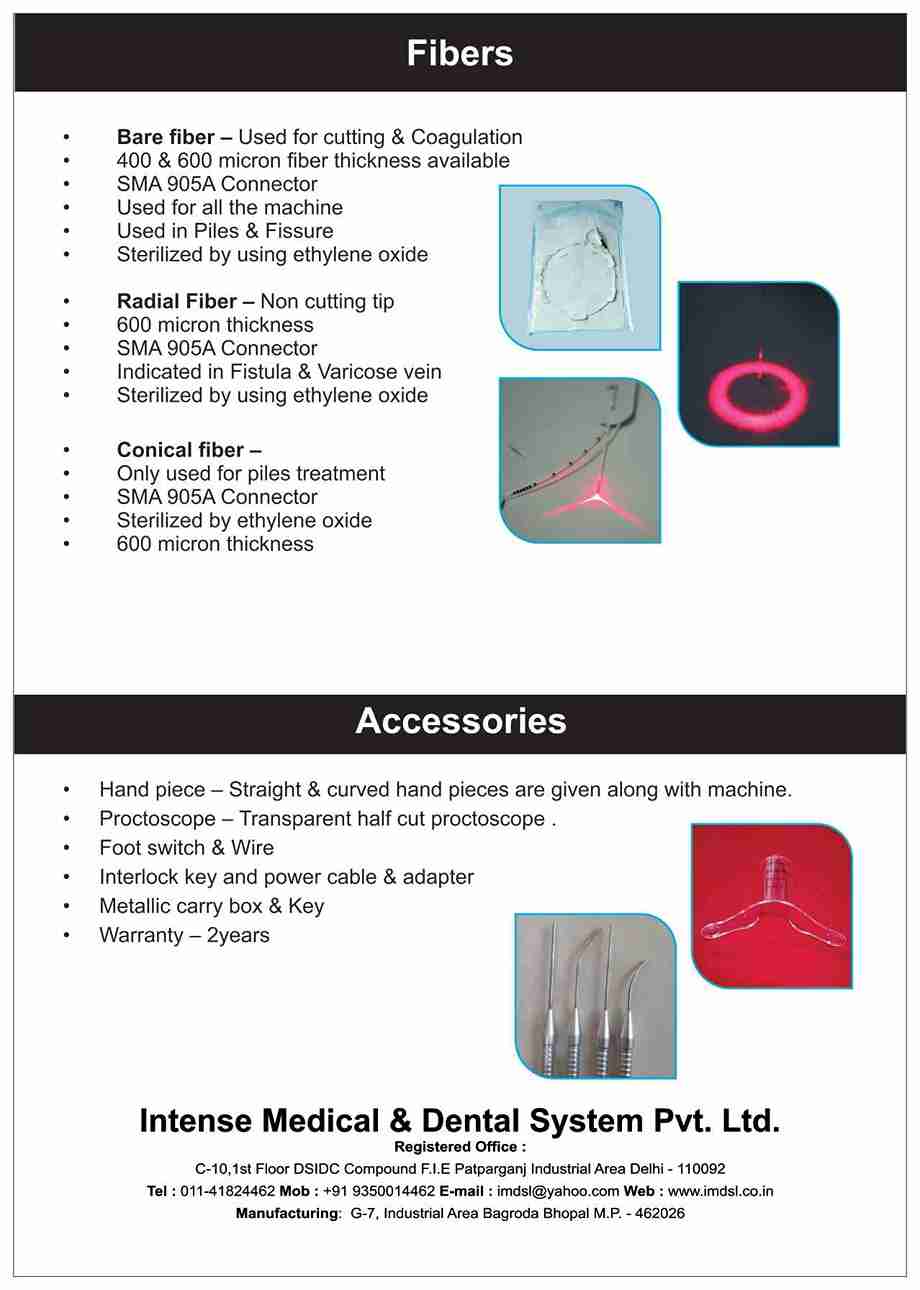 Fibers
• Bare fiber – Used for cutting & Coagulation
• 400 & 600 micron fiber thickness available
• SMA 905A Connector
• Used for all the machine
• Used in Piles & Fissure
• Sterilized by using ethylene oxide
• Radial Fiber – Non cutting tip
• 600 micron thickness
• SMA 905A Connector
• Indicated in Fistula & Varicose vein
• Sterilized by using ethylene oxide
• Conical fiber –
• Only used for piles treatment
• SMA 905A Connector
• Sterilized by ethylene oxide
• 600 micron thickness
Accessories
• Hand piece – Straight & curved hand pieces are given along with machine.
• Proctoscope – Transparent half cut proctoscope .
• Foot switch & Wire
• Interlock key and power cable & adapter
• Metallic carry box & Key
• Warranty – 2years
Intense Medical & Dental System Pvt. Ltd.
Registered Office :
C-10,1st Floor DSIDC Compound F.I.E Patparganj Industrial Area Delhi - 110092
Tel : 011-41824462 Mob : +91 9350014462 E-mail : imdsl@yahoo.com Web : www.imdsl.co.in
Manufacturing: G-7, Industrial Area Bagroda Bhopal M.P. - 462026